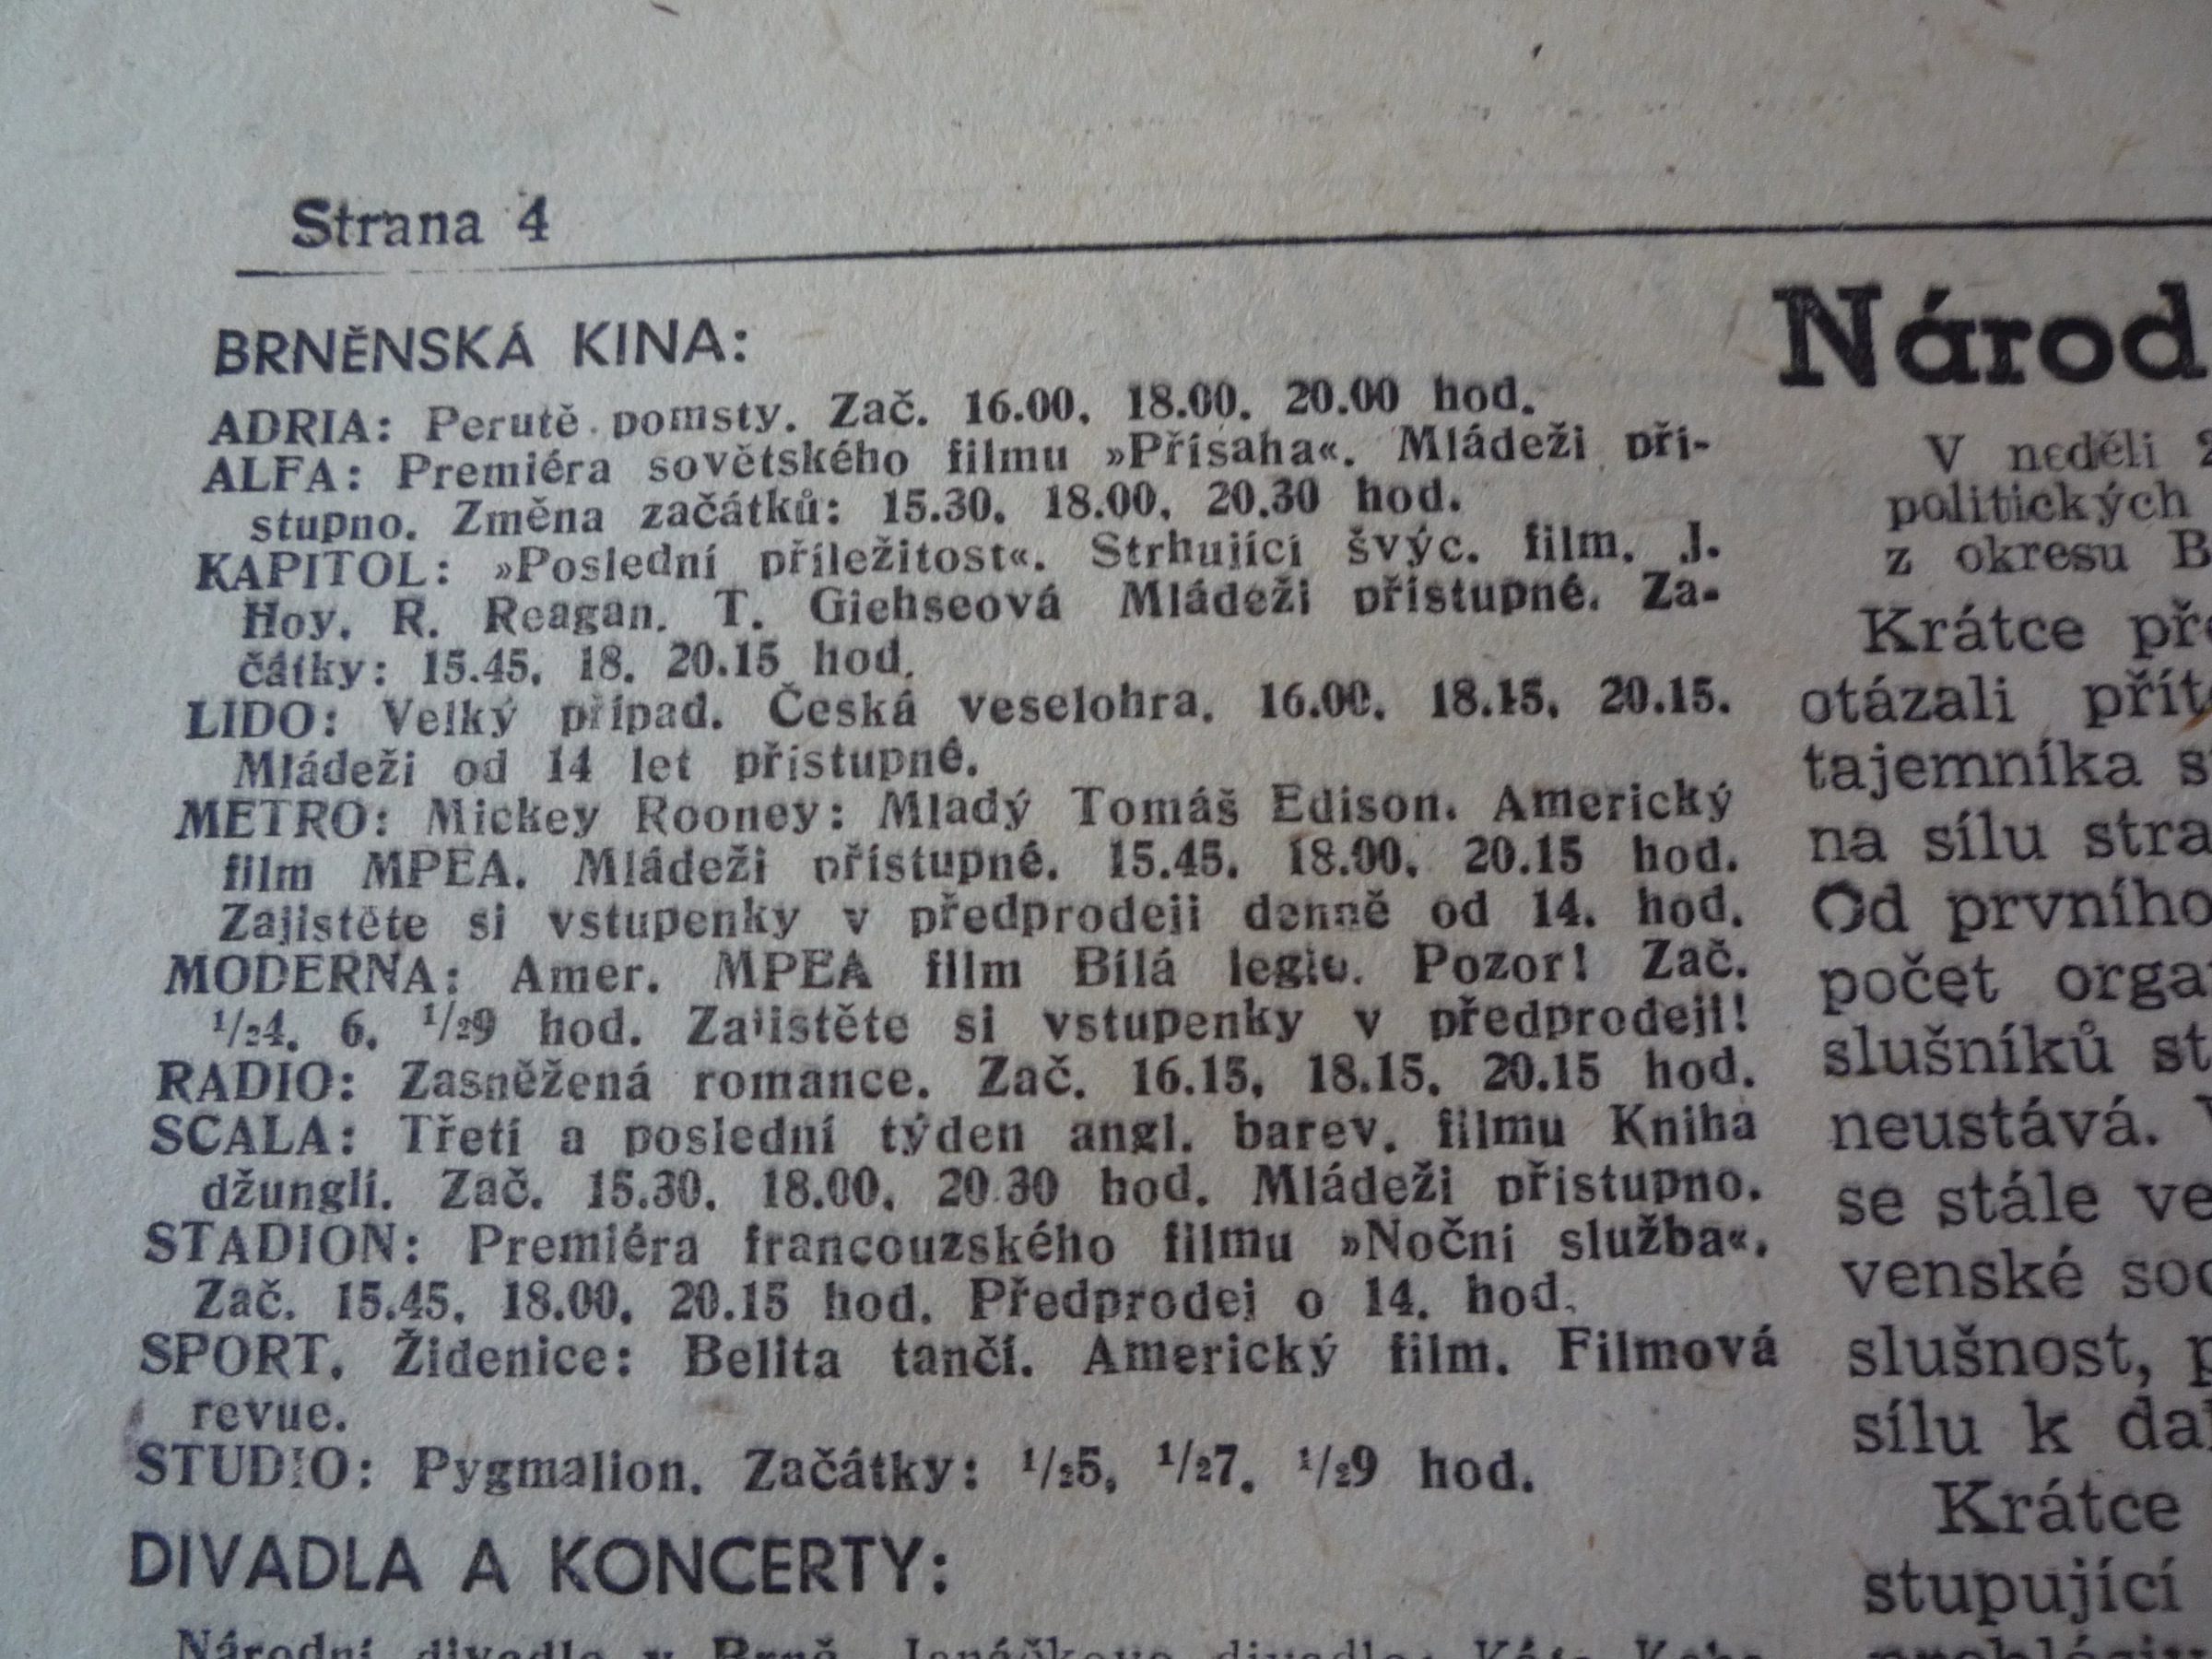 Strana 4
BRNĚNSKÁ KINA:
ADRIA: Perutě pomsty. Zač. 16.00, 18.00, 20.00 hod.
ALFA: Premiéra sovětského filmu »Přísaha«. Mládeži pří-
stupno. Změna začátků: 15.30, 18.00, 20.30 hod.
KAPITOL: »Poslední příležitost«. Strhující švýc. film. J.
Hoy, R. Reagan, T. Giehseová Mládeži přístupné. Za-
čátky: 15.45, 18, 20.15 hod.
LIDO: Velký případ. Česká veselohra. 16.00, 18.15, 20.15.
Mládeži od 14 let přístupné.
METRO: Mickey Rooney: Mladý Tomáš Edison. Americký
film MPEA. Mládeži přístupné. 15.45, 18.00, 20.15 hod.
Zajistěte si vstupenky v předprodeji denně od 14. hod.
MODERNA: Amer. MPEA film Bílá legie. Pozor! Zač.
½4, 6, ½9 hod. Zajistěte si vstupenky v předprodeji!
RADIO: Zasněžená romance. Zač. 16.15, 18.15, 20.15 hod.
SCALA: Třetí a poslední týden angl. barev. filmu Kniha
džunglí. Zač. 15.30, 18.00, 20.30 hod. Mládeži přístupno.
STADION: Premiéra francouzského filmu »Noční služba«.
Zač. 15.45, 18.00, 20.15 hod. Předprodej o 14. hod.
SPORT, Židenice: Belita tančí. Americký film. Filmová
revue.
STUDIO: Pygmalion. Začátky: ½5, ½7, ½9 hod.
DIVADLA A KONCERTY:
Národní divadlo v Brně, Janáčkovo divadlo: Káťa
Národ
V neděli
politických
z okresu B
Krátce př
otázali přít
tajemníka s
na sílu stra
Od prvního
počet orga
slušníků st
neustává. V
se stále ve
venské soc
slušnost, p
sílu k dal
Krátce
stupující